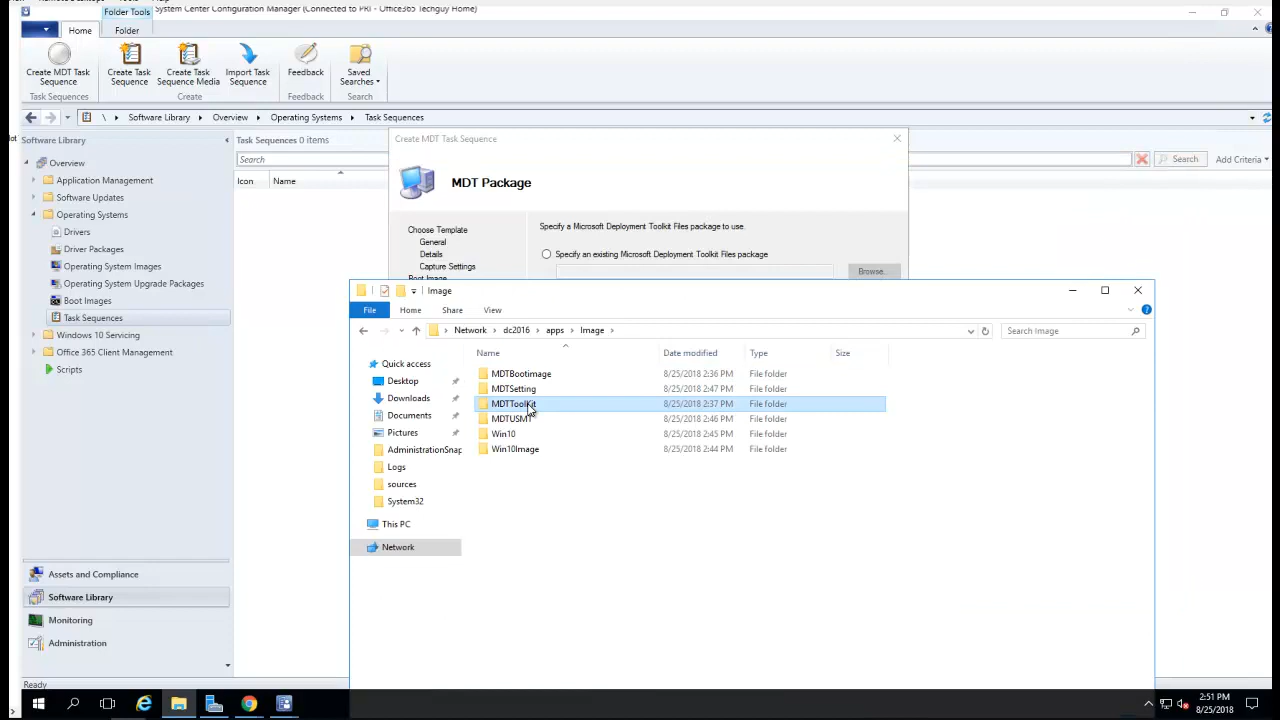 Folder Tools System Center Configuration Manager (Connected to PRI - Office365 Techguy Home)
Home Folder
Create MDT Task Sequence
Create Task Sequence
Create Task Sequence Media
Import Task Sequence
Feedback
Saved Searches
Task Sequences Create Feedback Search
\ Software Library Overview Operating Systems Task Sequences
Software Library
Task Sequences 0 items
Search
Search Add Criteria
Icon Name
Overview
Application Management
Software Updates
Operating Systems
Drivers
Driver Packages
Operating System Images
Operating System Upgrade Packages
Boot Images
Task Sequences
Windows 10 Servicing
Office 365 Client Management
Scripts
Assets and Compliance
Software Library
Monitoring
Administration
Ready
Create MDT Task Sequence
MDT Package
Choose Template
General
Details
Capture Settings
Specify a Microsoft Deployment Toolkit Files package to use.
Specify an existing Microsoft Deployment Toolkit Files package
Browse...
Image
File Home Share View
Network dc2016 apps Image
Search Image
Quick access
Desktop
Downloads
Documents
Pictures
AdministrationSnap
Logs
sources
System32
This PC
Network
Name Date modified Type Size
MDTBootimage 8/25/2018 2:36 PM File folder
MDTSetting 8/25/2018 2:47 PM File folder
MDTToolKit 8/25/2018 2:37 PM File folder
MDTUSMT 8/25/2018 2:46 PM File folder
Win10 8/25/2018 2:45 PM File folder
Win10Image 8/25/2018 2:44 PM File folder
2:51 PM
8/25/2018